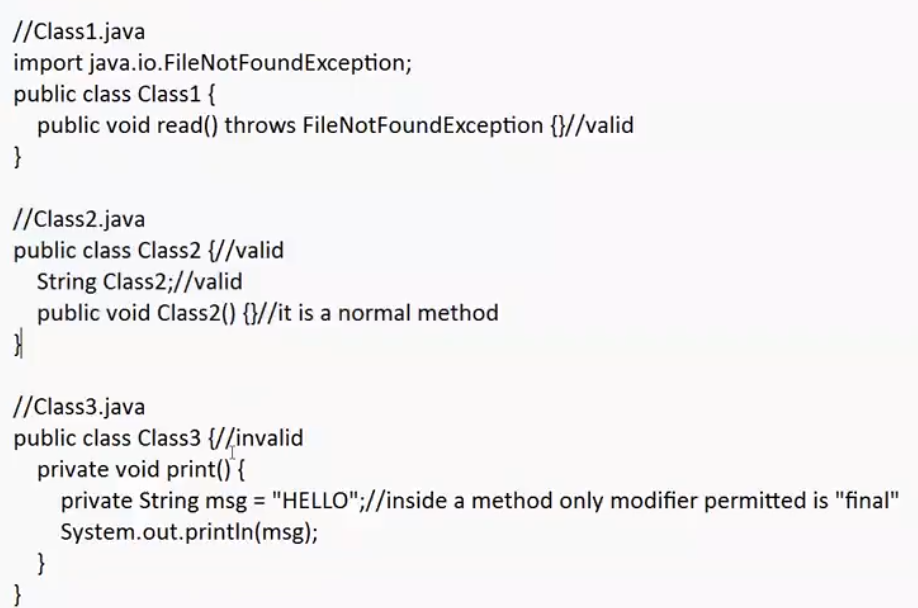 //Class1.java
import java.io.FileNotFoundException;
public class Class1 {
public void read() throws FileNotFoundException {}//valid
}
//Class2.java
public class Class2 {//valid
String Class2;//valid
public void Class2() {}//it is a normal method
}
//Class3.java
public class Class3 {//invalid
private void print() {
private String msg = "HELLO";//inside a method only modifier permitted is "final"
System.out.println(msg);
}
}